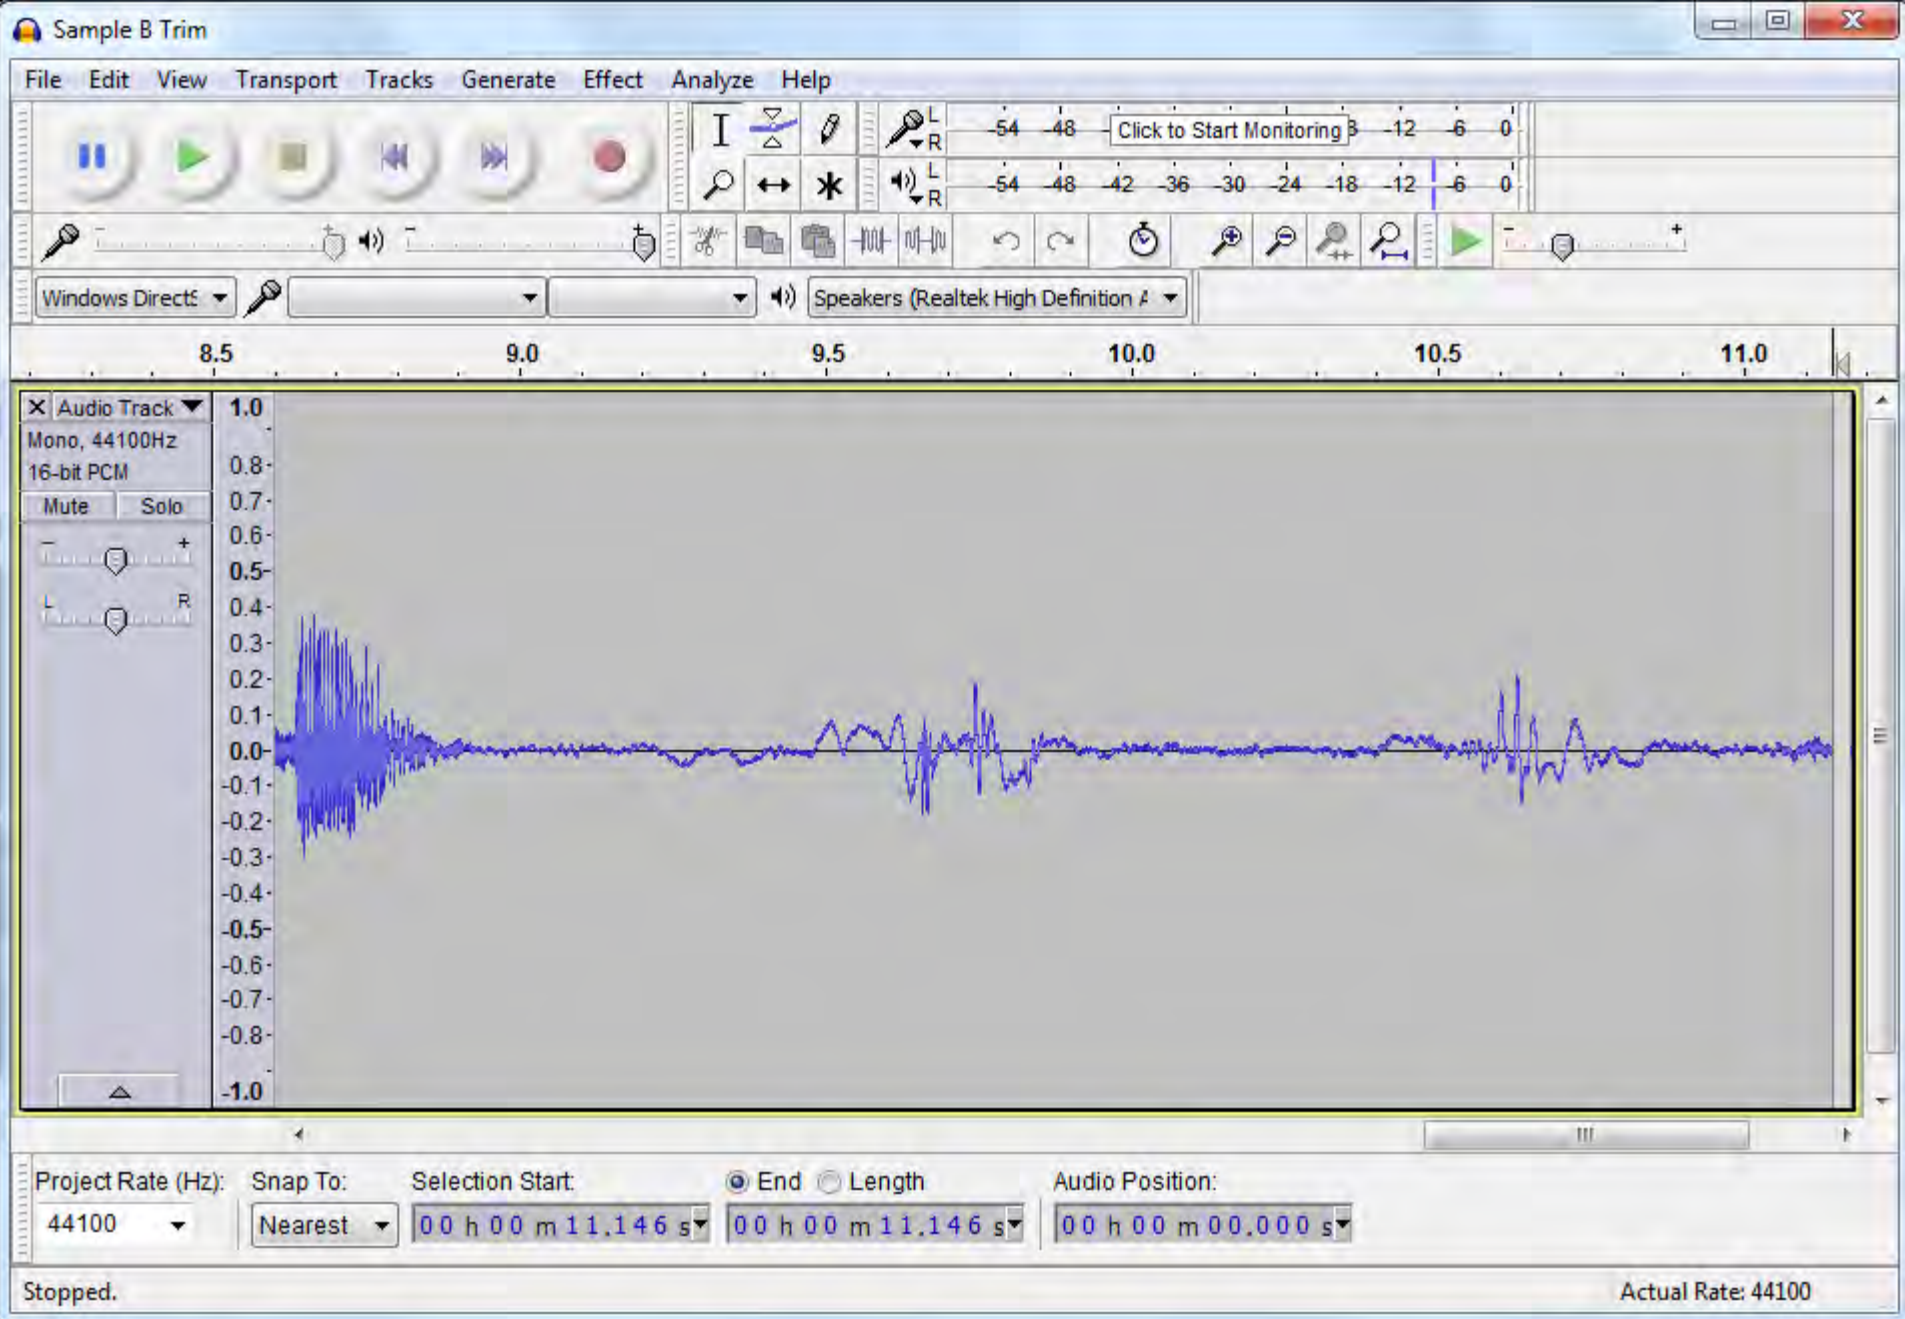 Sample B Trim
File Edit View Transport Tracks Generate Effect Analyze Help
L
R
-54 -48 Click to Start Monitoring -12 -6 0
L
R
-54 -48 -42 -36 -30 -24 -18 -12 -6 0
- + - +
Windows Direct Speakers (Realtek High Definition
8.5 9.0 9.5 10.0 10.5 11.0
Audio Track
Mono, 44100Hz
16-bit PCM
Mute Solo
- +
L R
1.0
0.8
0.7
0.6
0.5
0.4
0.3
0.2
0.1
0.0
-0.1
-0.2
-0.3
-0.4
-0.5
-0.6
-0.7
-0.8
-1.0
Project Rate (Hz): Snap To: Selection Start: End Length Audio Position:
44100 Nearest 00 h 00 m 11.146 s 00 h 00 m 11.146 s 00 h 00 m 00.000 s
Stopped. Actual Rate: 44100